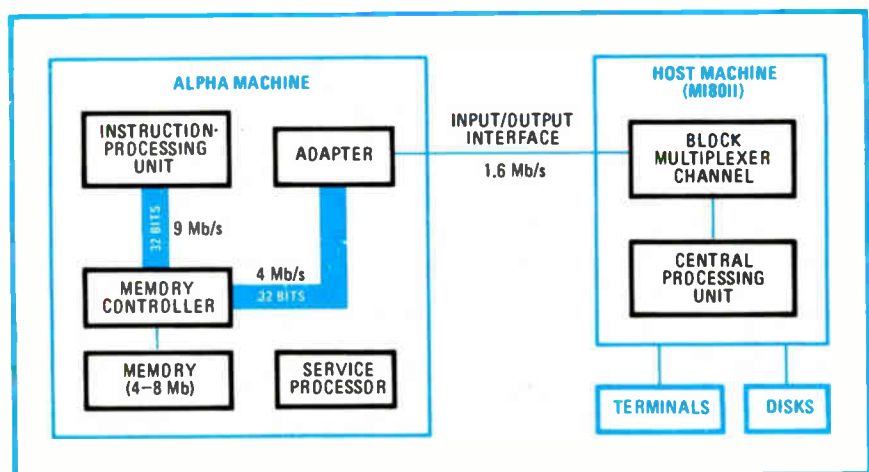 ALPHA MACHINE
INSTRUCTION-
PROCESSING
UNIT
ADAPTER
32 BITS
9 Mb/s
4 Mb/s
32 BITS
MEMORY
CONTROLLER
MEMORY
(4–8 Mb)
SERVICE
PROCESSOR
INPUT/OUTPUT
INTERFACE
1.6 Mb/s
HOST MACHINE
(MI80II)
BLOCK
MULTIPLEXER
CHANNEL
CENTRAL
PROCESSING
UNIT
TERMINALS
DISKS